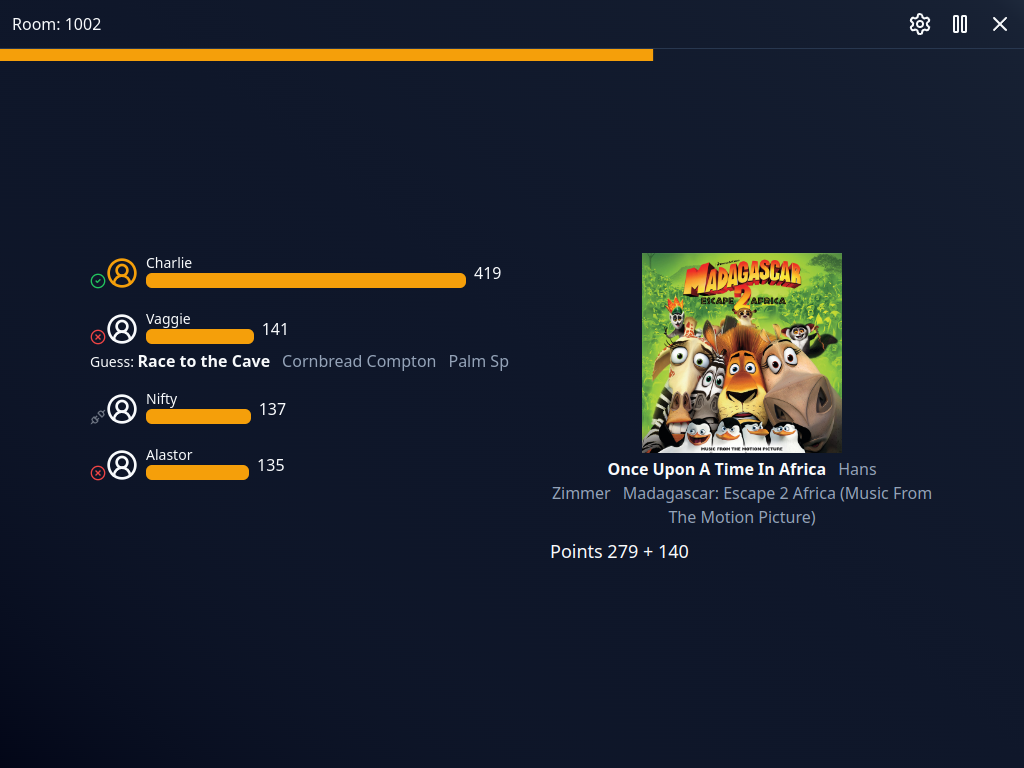 Room: 1002
Charlie
419
Vaggie
141
Guess: Race to the Cave Cornbread Compton Palm Sp
Nifty
137
Alastor
135
MADAGASCAR
ESCAPE 2 AFRICA
MUSIC FROM THE MOTION PICTURE
Once Upon A Time In Africa Hans
Zimmer Madagascar: Escape 2 Africa (Music From
The Motion Picture)
Points 279 + 140